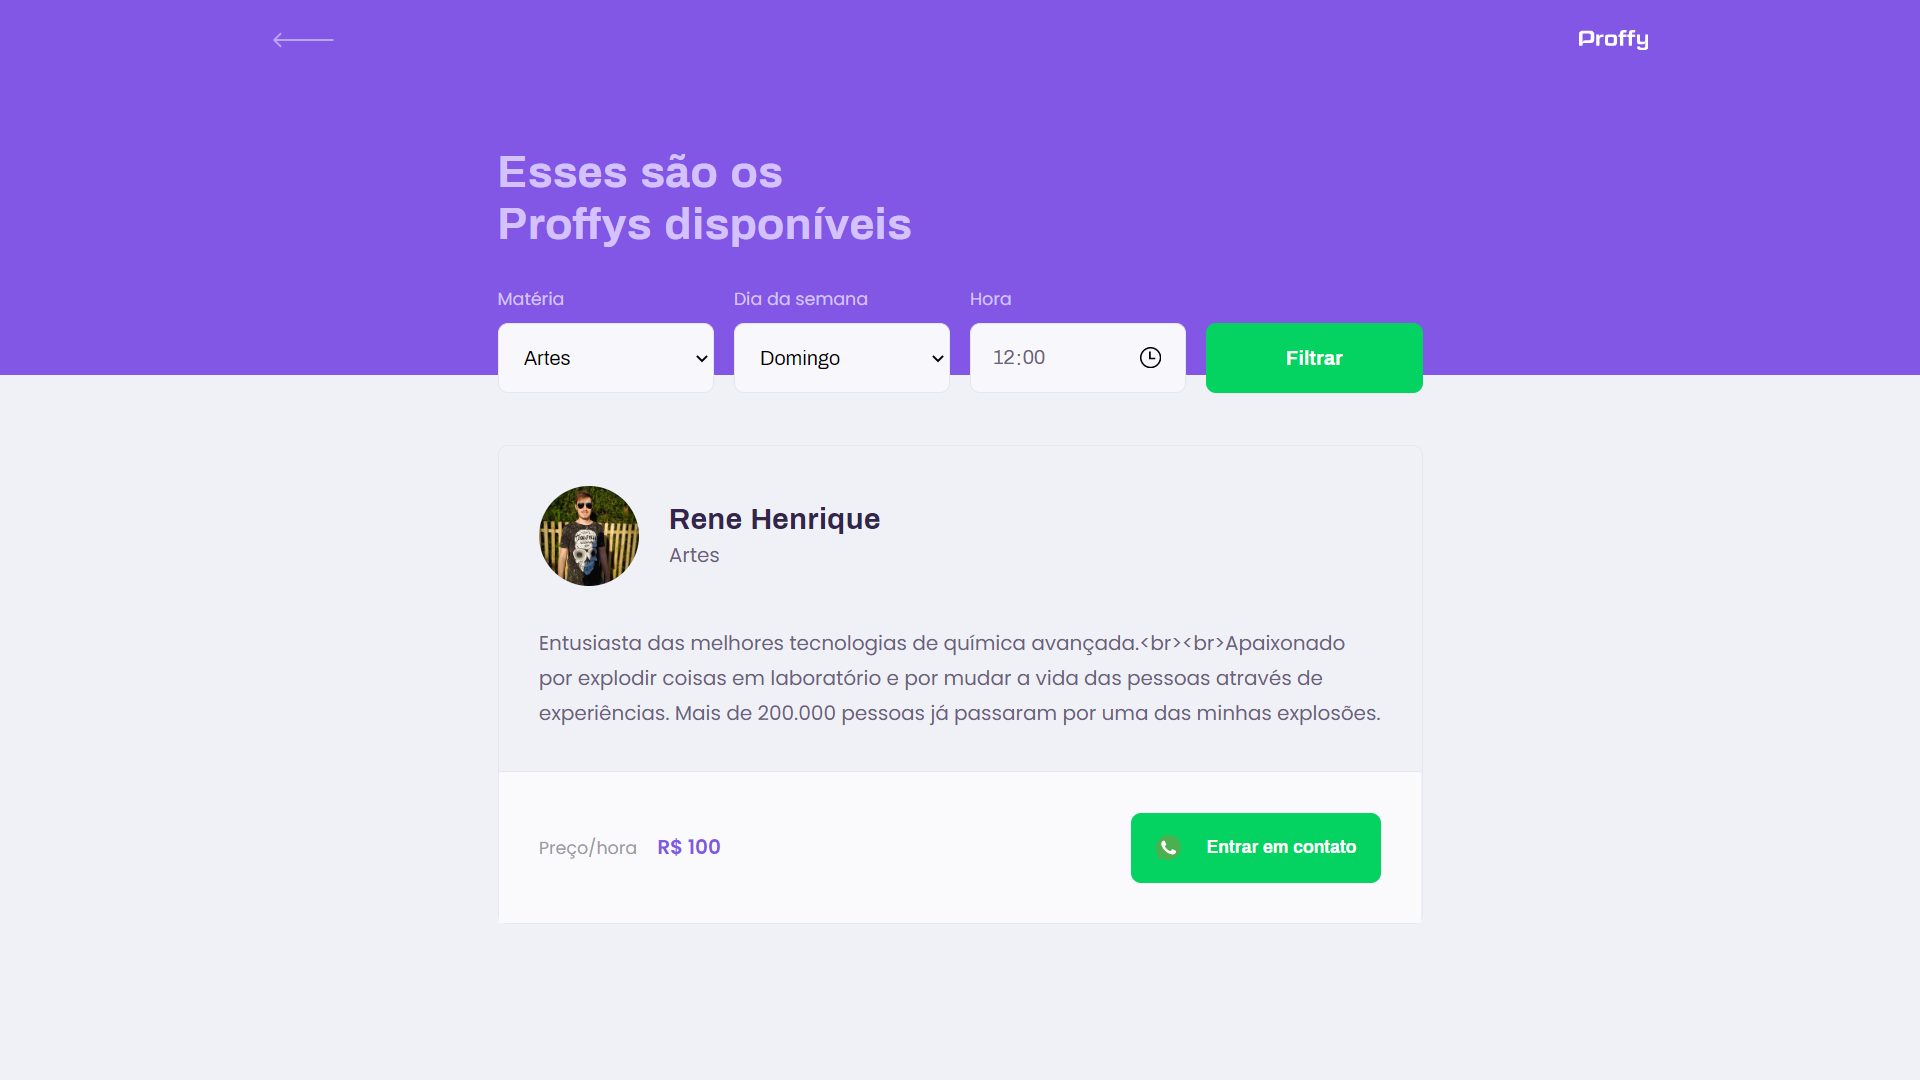 Proffy
Esses são os
Proffys disponíveis
Matéria
Dia da semana
Hora
Artes
Domingo
12:00
Filtrar
Rene Henrique
Artes
Entusiasta das melhores tecnologias de química avançada.<br><br>Apaixonado
por explodir coisas em laboratório e por mudar a vida das pessoas através de
experiências. Mais de 200.000 pessoas já passaram por uma das minhas explosões.
Preço/hora R$ 100
Entrar em contato